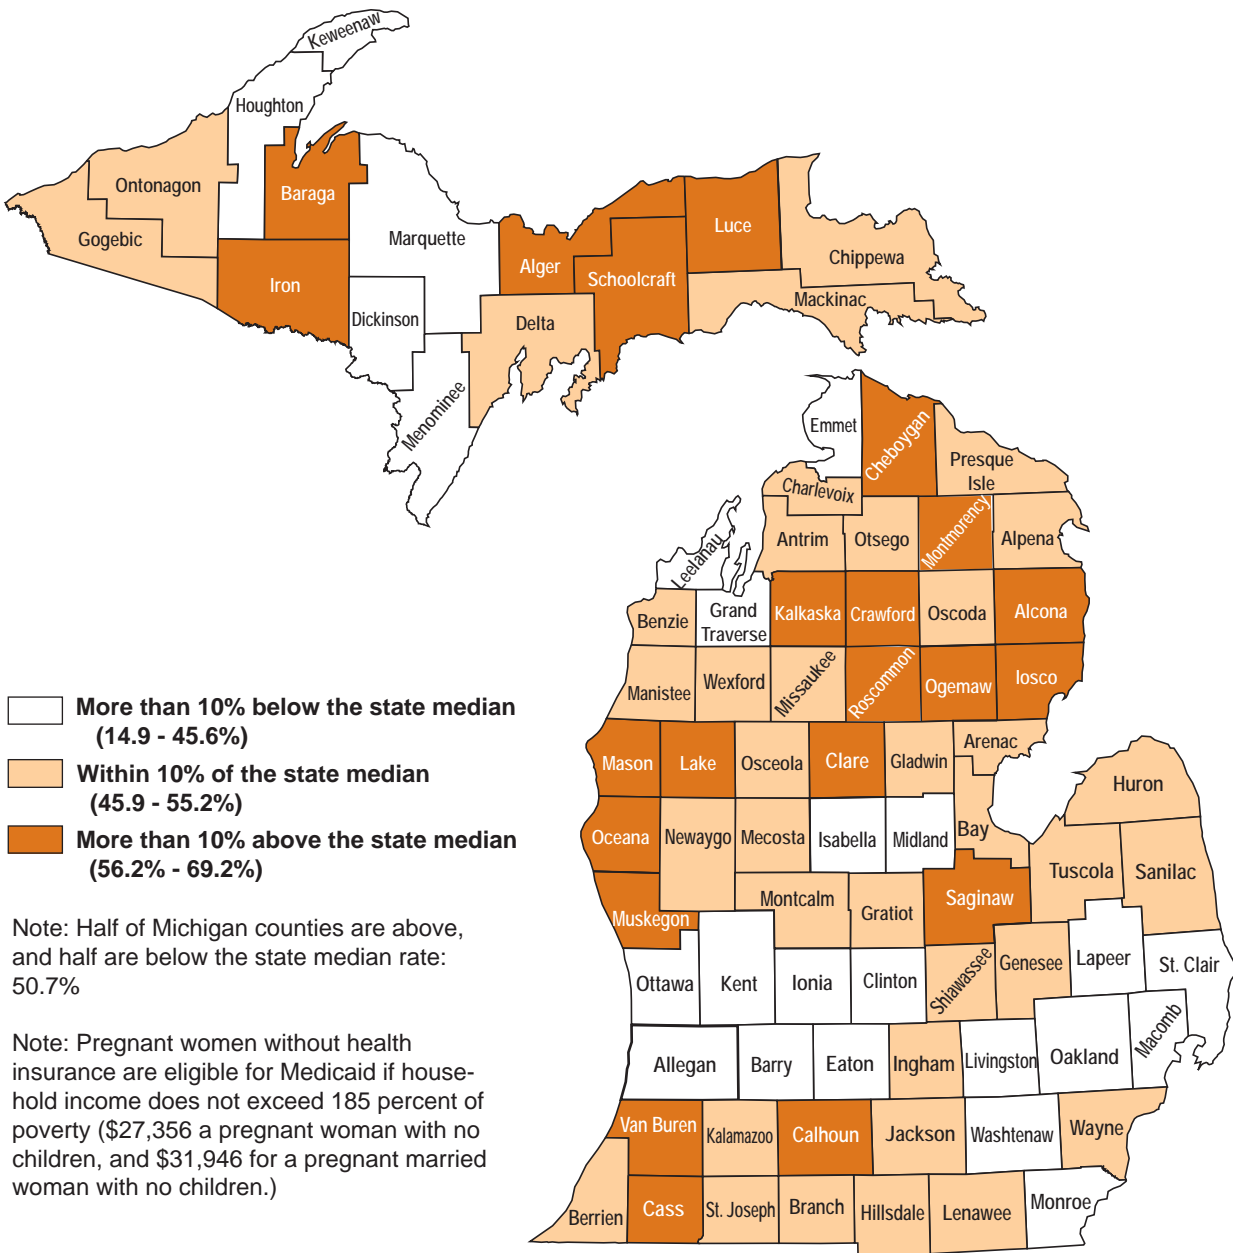 Keweenaw
Houghton
Ontonagon
Baraga
Gogebic
Marquette
Luce
Chippewa
Alger
Schoolcraft
Iron
Mackinac
Dickinson
Delta
Menominee
Emmet
Cheboygan
Presque
Isle
Charlevoix
Leelanau
Antrim
Otsego
Montmorency
Alpena
Benzie
Grand
Traverse
Kalkaska
Crawford
Oscoda
Alcona
Manistee
Wexford
Missaukee
Roscommon
Ogemaw
Iosco
More than 10% below the state median
(14.9 - 45.6%)
Within 10% of the state median
(45.9 - 55.2%)
More than 10% above the state median
(56.2% - 69.2%)
Mason
Lake
Osceola
Clare
Gladwin
Arenac
Huron
Oceana
Newaygo
Mecosta
Isabella
Midland
Bay
Tuscola
Sanilac
Muskegon
Montcalm
Gratiot
Saginaw
Note: Half of Michigan counties are above,
and half are below the state median rate:
50.7%
Ottawa
Kent
Ionia
Clinton
Shiawassee
Genesee
Lapeer
St. Clair
Note: Pregnant women without health
insurance are eligible for Medicaid if house-
hold income does not exceed 185 percent of
poverty ($27,356 a pregnant woman with no
children, and $31,946 for a pregnant married
woman with no children.)
Allegan
Barry
Eaton
Ingham
Livingston
Oakland
Macomb
Van Buren
Kalamazoo
Calhoun
Jackson
Washtenaw
Wayne
Berrien
Cass
St. Joseph
Branch
Hillsdale
Lenawee
Monroe